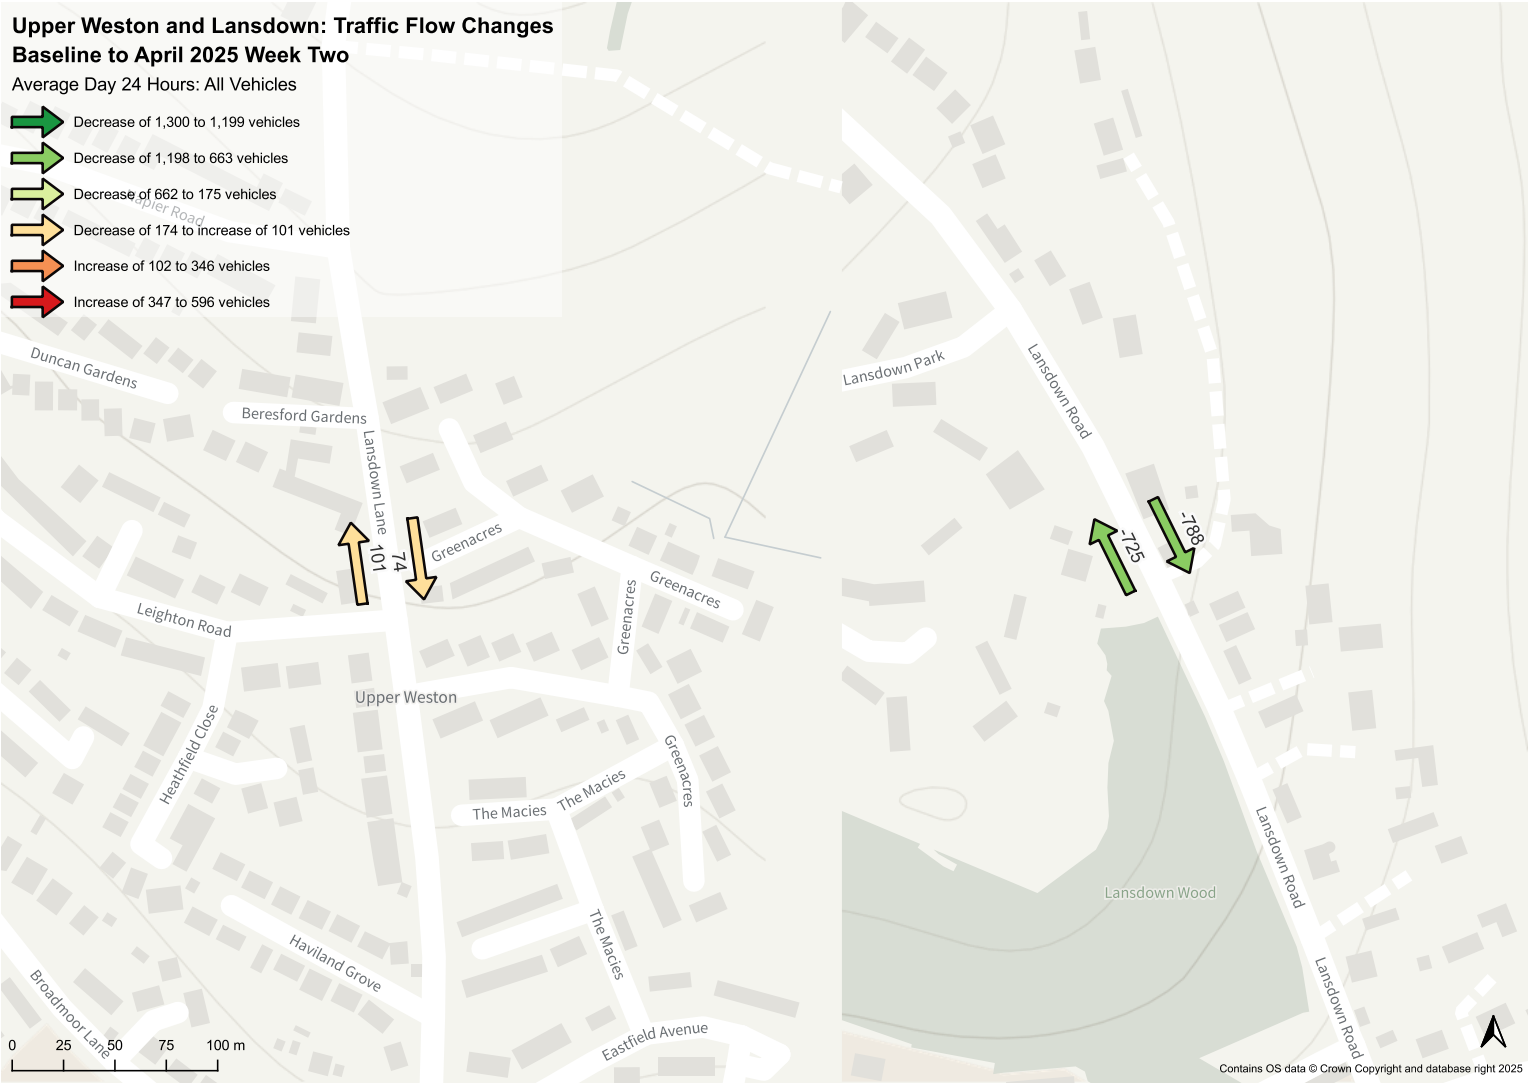 Upper Weston and Lansdown: Traffic Flow Changes
Baseline to April 2025 Week Two
Average Day 24 Hours: All Vehicles
Decrease of 1,300 to 1,199 vehicles
Decrease of 1,198 to 663 vehicles
Decrease of 662 to 175 vehicles
Napier Road
Decrease of 174 to increase of 101 vehicles
Increase of 102 to 346 vehicles
Increase of 347 to 596 vehicles
Duncan Gardens
Beresford Gardens
Lansdown Lane
Greenacres
101
74
Greenacres
Greenacres
Leighton Road
Upper Weston
Heathfield Close
Greenacres
The Macies
The Macies
The Macies
Haviland Grove
Broadmoor Lane
Eastfield Avenue
0 25 50 75 100 m
Lansdown Park
Lansdown Road
-725
-788
Lansdown Road
Lansdown Wood
Lansdown Road
Contains OS data © Crown Copyright and database right 2025